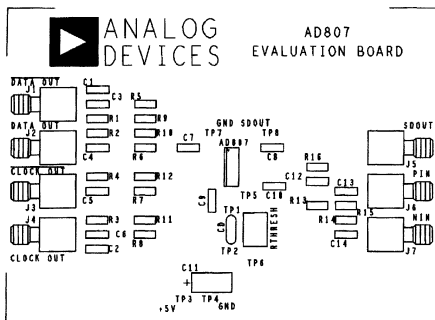 ANALOG
DEVICES
AD807
EVALUATION BOARD
DATA OUT
J1
C1
C3
R5
R1
R9
DATA OUT
J2
R2
R10
C4
R6
C7
GND SDOUT
TP7
TP8
AD807
C8
SDOUT
J5
CLOCK OUT
J3
R4
R12
C5
R7
C9
TP5
C10
R16
C12
C13
PIN
J6
J4
R3
R11
C6
R8
C2
CLOCK OUT
TP1
CD
TP2
RTHRESH
TP6
R13
R14
R15
C14
NIN
J7
C11
+
TP3 TP4
+5V
GND